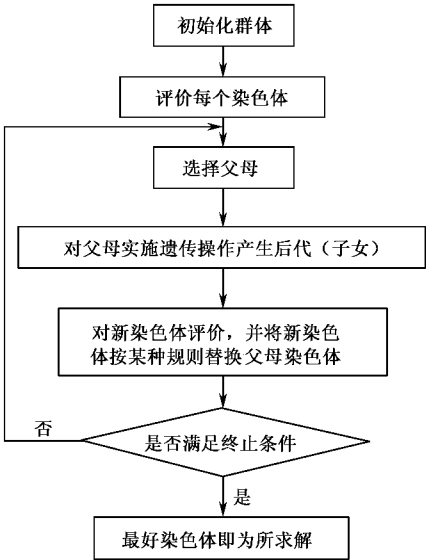 初始化群体
评价每个染色体
选择父母
对父母实施遗传操作产生后代（子女）
对新染色体评价，并将新染色
体按某种规则替换父母染色体
否
是否满足终止条件
是
最好染色体即为所求解